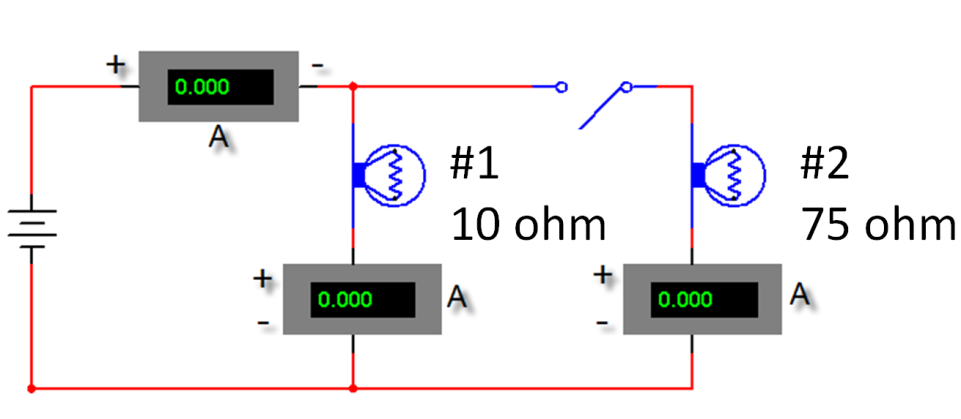 + 0.000 -
A
#1
10 ohm
#2
75 ohm
+ 0.000 A
-
+ 0.000 A
-